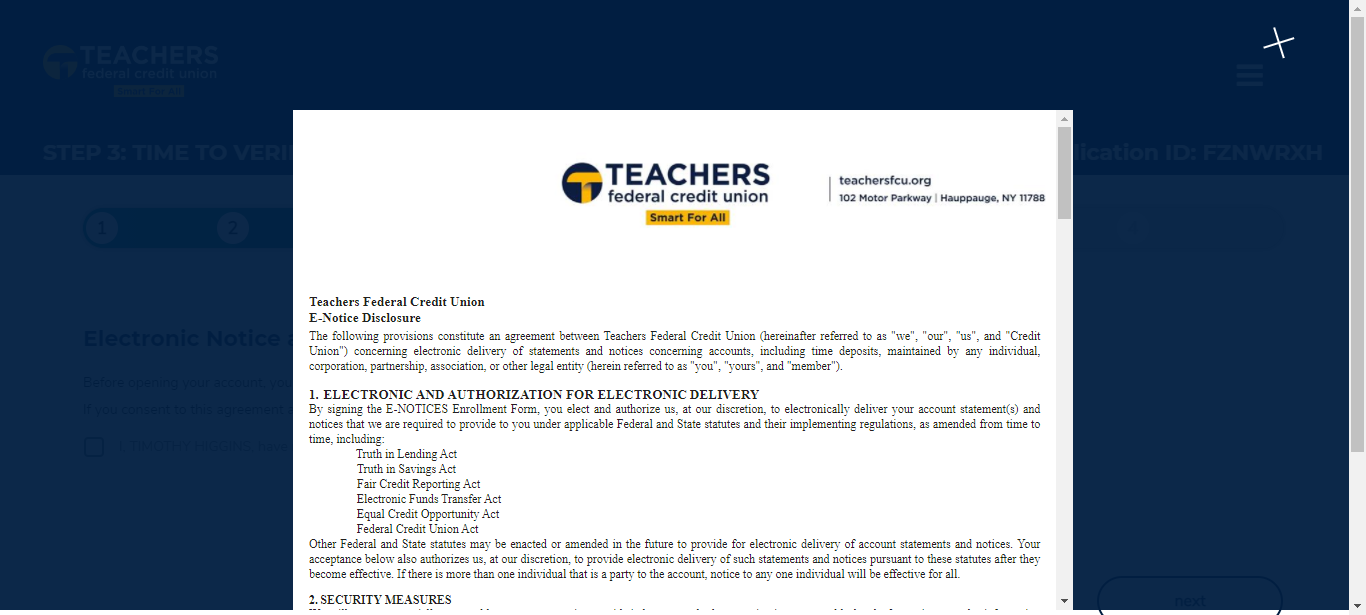 TEACHERS
federal credit union
Smart For All
STEP 3: TIME TO VERI
lication ID: FZNWRXH
1
2
Electronic Notice a
Before opening your account, you
If you consent to this agreement a
I, TIMOTHY HIGGINS, have
next
TEACHERS
federal credit union
Smart For All
teachersfcu.org
102 Motor Parkway | Hauppauge, NY 11788
Teachers Federal Credit Union
E-Notice Disclosure
The following provisions constitute an agreement between Teachers Federal Credit Union (hereinafter referred to as "we", "our", "us", and "Credit
Union") concerning electronic delivery of statements and notices concerning accounts, including time deposits, maintained by any individual,
corporation, partnership, association, or other legal entity (herein referred to as "you", "yours", and "member").
1. ELECTRONIC AND AUTHORIZATION FOR ELECTRONIC DELIVERY
By signing the E-NOTICES Enrollment Form, you elect and authorize us, at our discretion, to electronically deliver your account statement(s) and
notices that we are required to provide to you under applicable Federal and State statutes and their implementing regulations, as amended from time to
time, including:
Truth in Lending Act
Truth in Savings Act
Fair Credit Reporting Act
Electronic Funds Transfer Act
Equal Credit Opportunity Act
Federal Credit Union Act
Other Federal and State statutes may be enacted or amended in the future to provide for electronic delivery of account statements and notices. Your
acceptance below also authorizes us, at our discretion, to provide electronic delivery of such statements and notices pursuant to these statutes after they
become effective. If there is more than one individual that is a party to the account, notice to any one individual will be effective for all.
2. SECURITY MEASURES